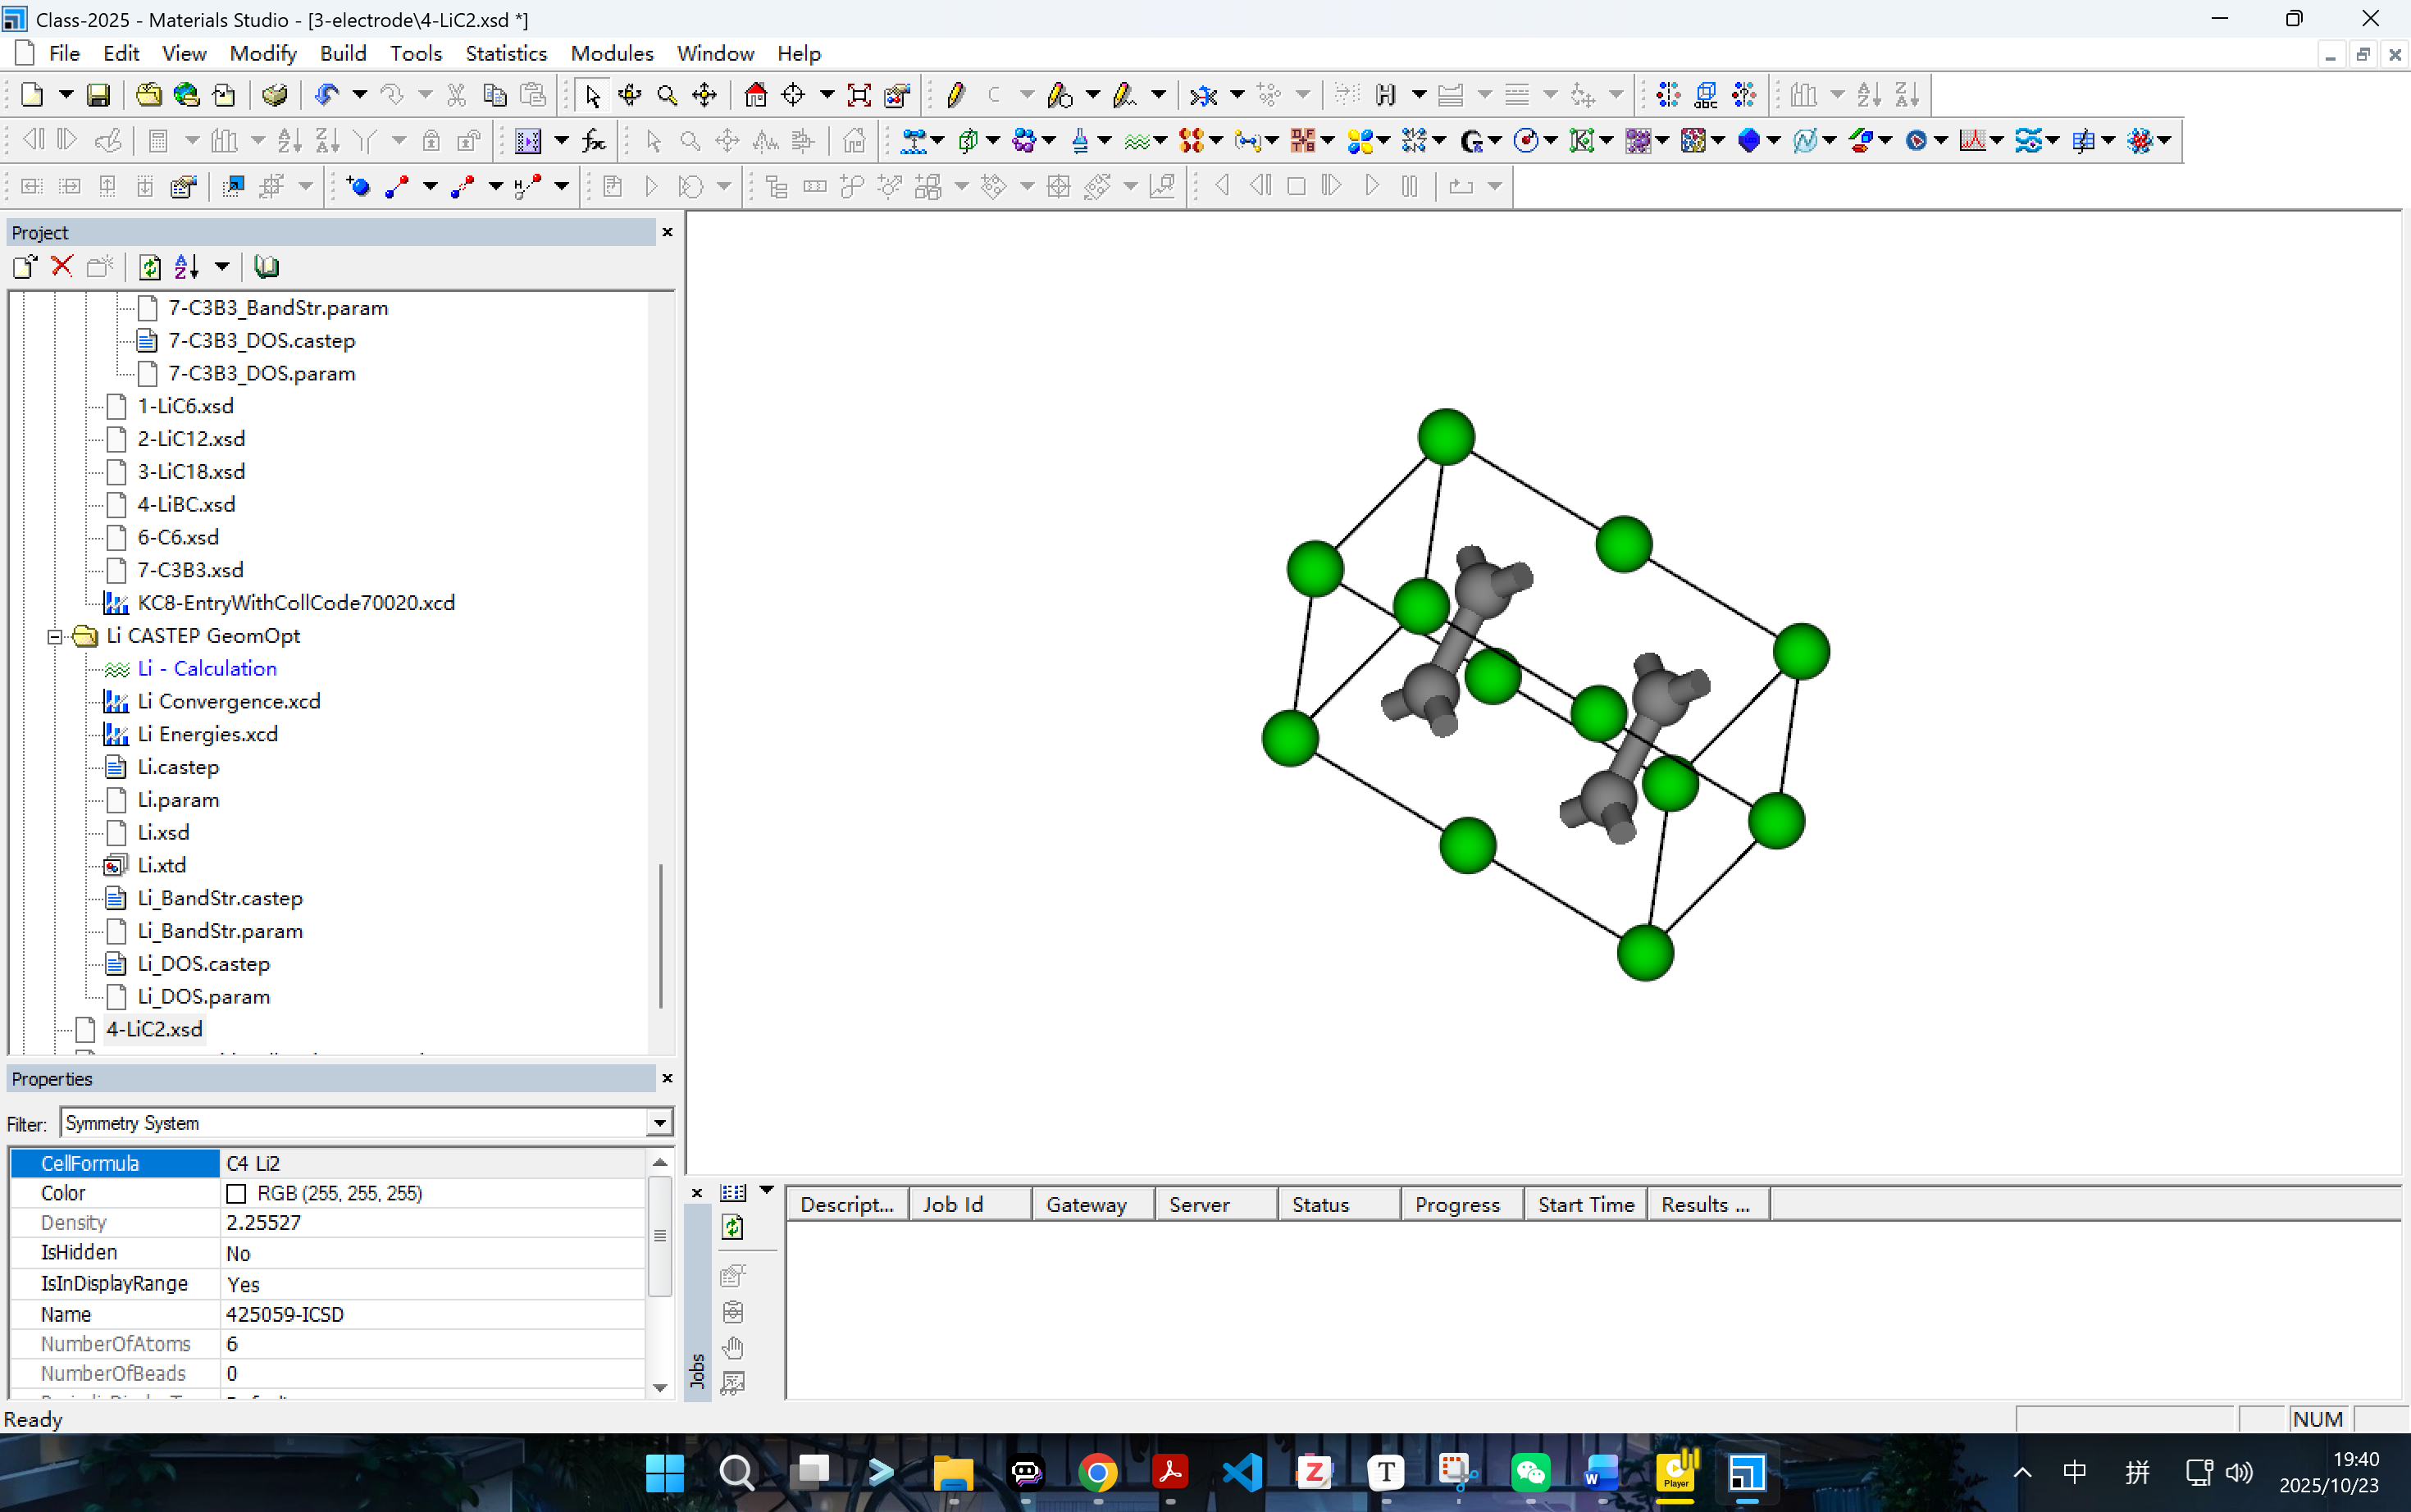 Class-2025 - Materials Studio - [3-electrode\4-LiC2.xsd *]
File Edit View Modify Build Tools Statistics Modules Window Help
Project
7-C3B3_BandStr.param
7-C3B3_DOS.castep
7-C3B3_DOS.param
1-LiC6.xsd
2-LiC12.xsd
3-LiC18.xsd
4-LiBC.xsd
6-C6.xsd
7-C3B3.xsd
KC8-EntryWithCollCode70020.xcd
Li CASTEP GeomOpt
Li - Calculation
Li Convergence.xcd
Li Energies.xcd
Li.castep
Li.param
Li.xsd
Li.xtd
Li_BandStr.castep
Li_BandStr.param
Li_DOS.castep
Li_DOS.param
4-LiC2.xsd
Properties
Filter: Symmetry System
CellFormula C4 Li2
Color RGB (255, 255, 255)
Density 2.25527
IsHidden No
IsInDisplayRange Yes
Name 425059-ICSD
NumberOfAtoms 6
NumberOfBeads 0
Jobs
Descript... Job Id Gateway Server Status Progress Start Time Results ...
Ready
NUM
中 拼
19:40
2025/10/23